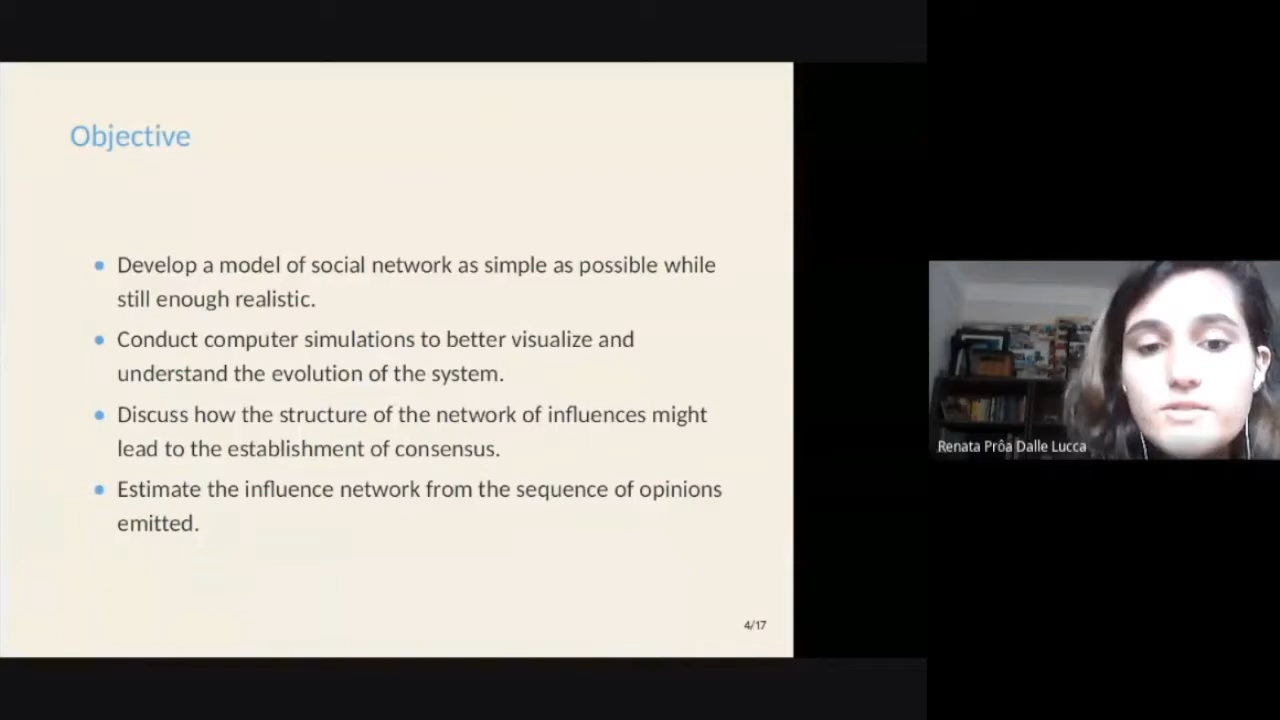 Objective
Develop a model of social network as simple as possible while
still enough realistic.
Conduct computer simulations to better visualize and
understand the evolution of the system.
Discuss how the structure of the network of influences might
lead to the establishment of consensus.
Estimate the influence network from the sequence of opinions
emitted.
4/17
Renata Prôa Dalle Lucca